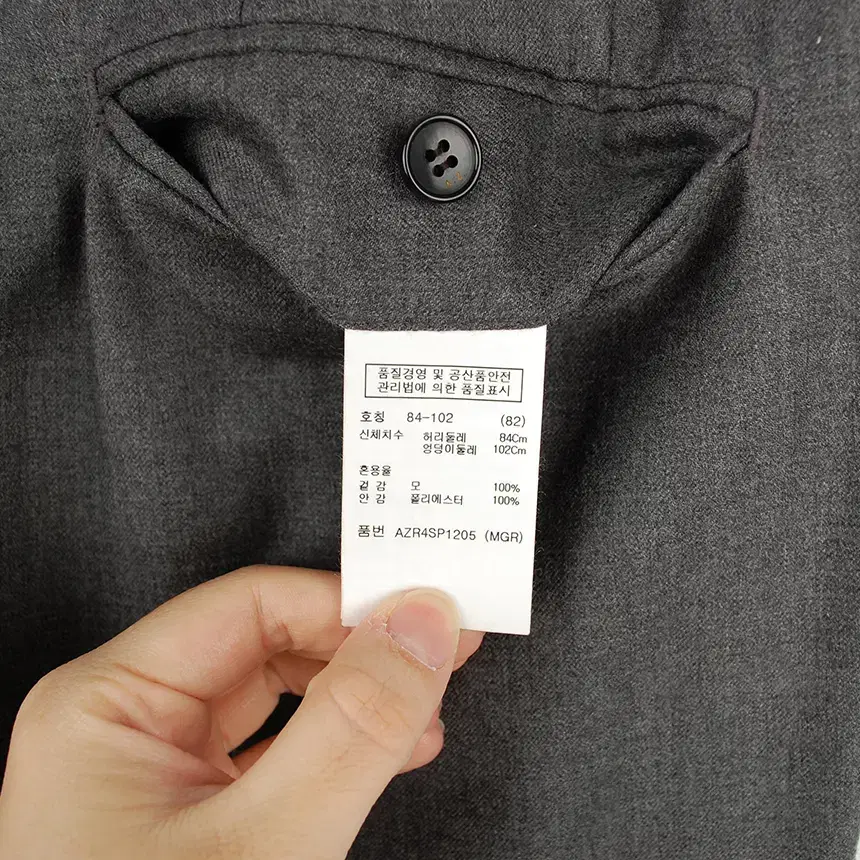 품질경영 및 공산품안전
관리법에 의한 품질표시
호칭 84-102 (82)
신체치수 허리둘레 84Cm
엉덩이둘레 102Cm
혼용율
겉 감 모 100%
안 감 폴리에스터 100%
품번 AZR4SP1205 (MGR)